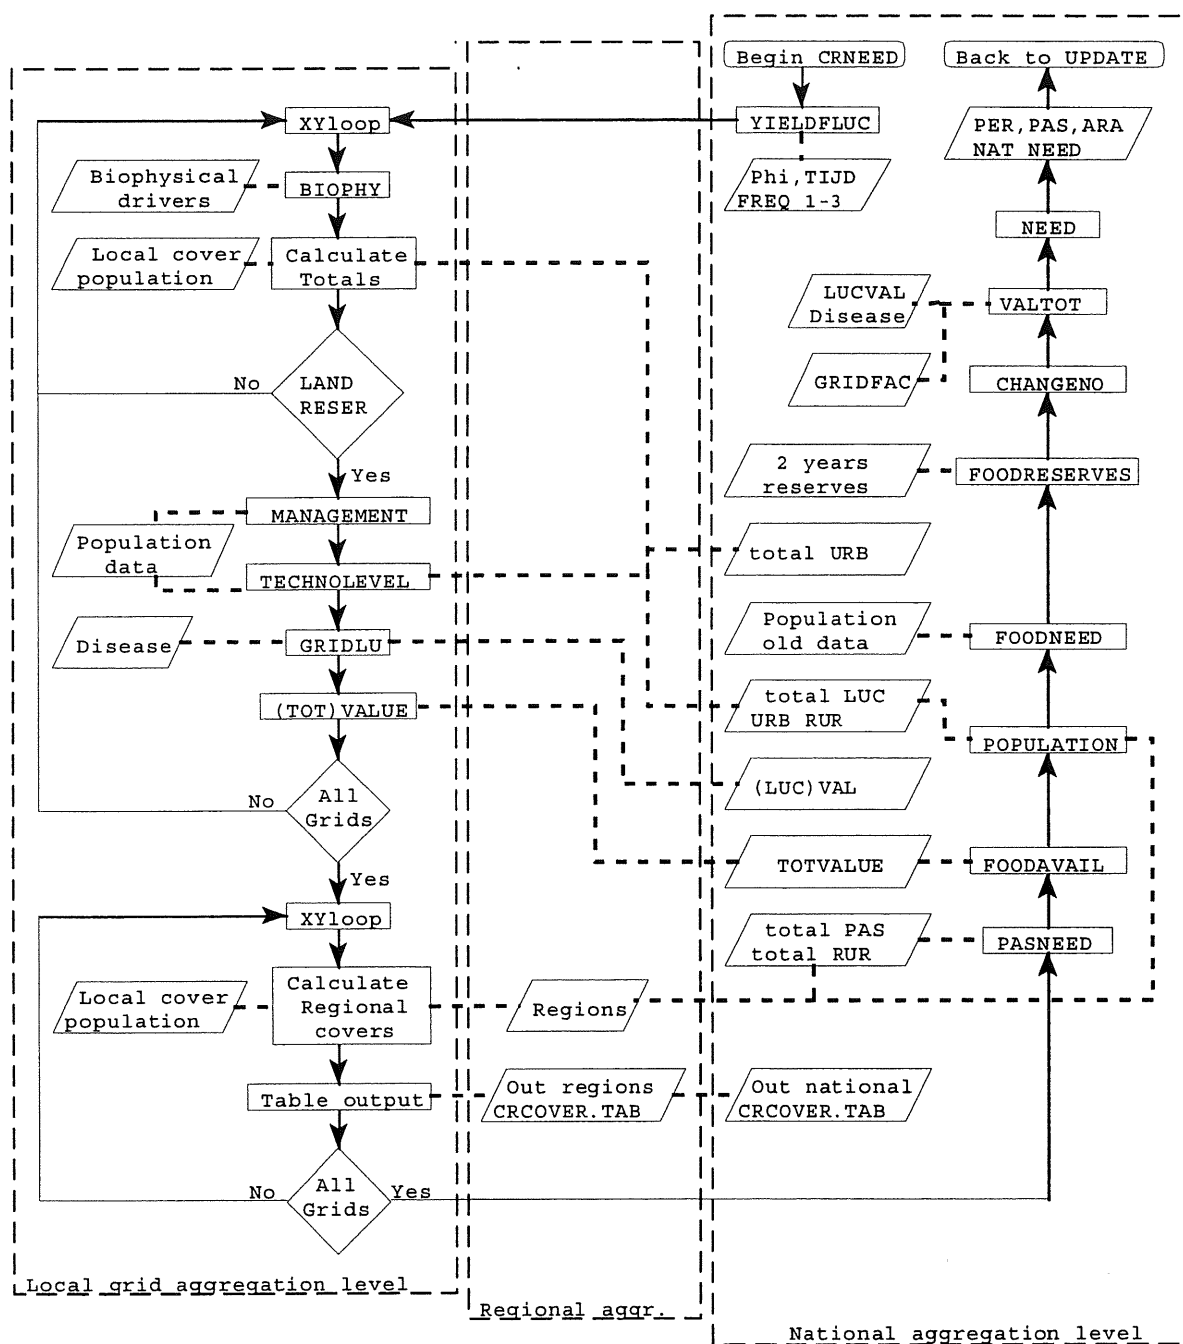 Begin CRNEED
Back to UPDATE
XYloop
YIELDFLUC
PER,PAS,ARA
NAT NEED
Biophysical
drivers
BIOPHY
Phi,TIJD
FREQ 1-3
NEED
Local cover
population
Calculate
Totals
LUCVAL
Disease
VALTOT
No
LAND
RESER
GRIDFAC
CHANGENO
Yes
2 years
reserves
FOODRESERVES
MANAGEMENT
Population
data
total URB
TECHNOLEVEL
Disease
GRIDLU
Population
old data
FOODNEED
(TOT)VALUE
total LUC
URB RUR
POPULATION
No
All
Grids
(LUC)VAL
Yes
TOTVALUE
FOODAVAIL
XYloop
total PAS
total RUR
PASNEED
Local cover
population
Calculate
Regional
covers
Regions
Table output
Out regions
CRCOVER.TAB
Out national
CRCOVER.TAB
No
All
Grids
Yes
Local grid aggregation level
Regional aggr.
National aggregation level